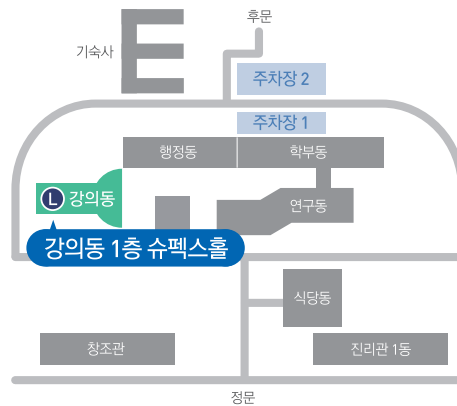 후문
기숙사
주차장 2
주차장 1
행정동
학부동
L 강의동
연구동
강의동 1층 슈펙스홀
식당동
창조관
진리관 1동
정문